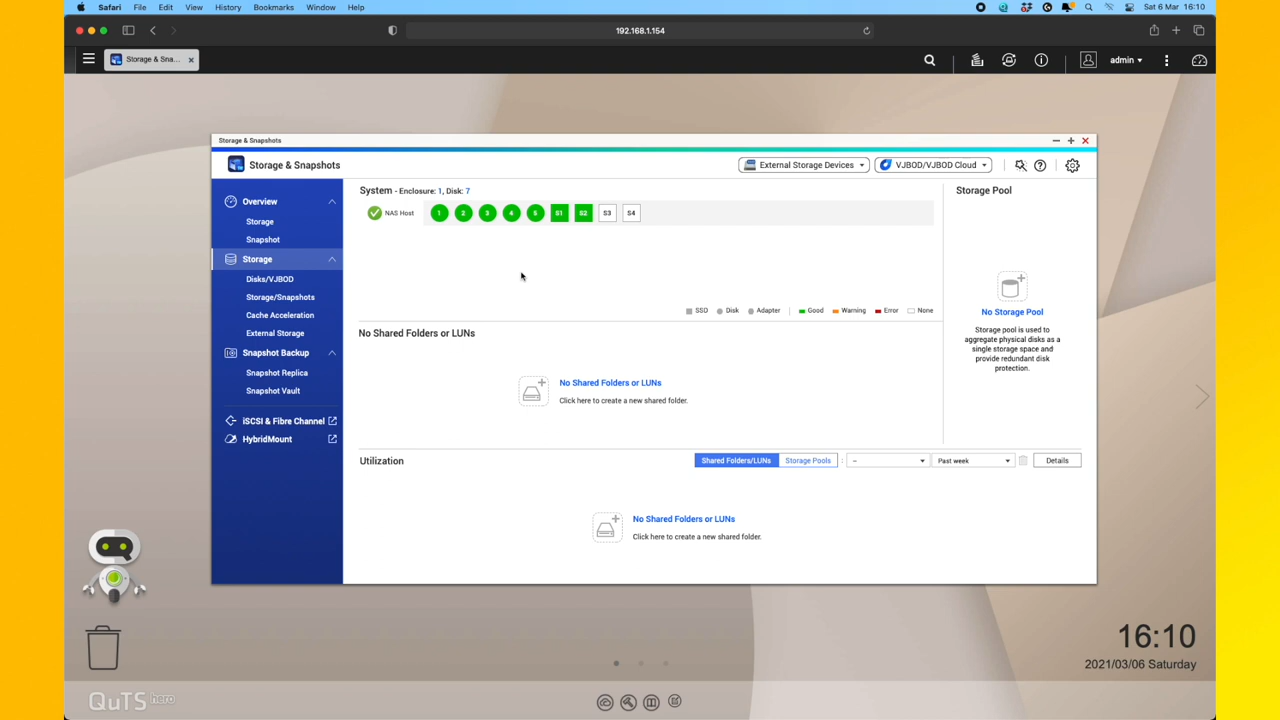 Safari File Edit View History Bookmarks Window Help
Sat 6 Mar 16:10
192.168.1.154
Storage & Sna...
admin
Storage & Snapshots
Storage & Snapshots
External Storage Devices
VJBOD/VJBOD Cloud
Overview
Storage
Snapshot
Storage
Disks/VJBOD
Storage/Snapshots
Cache Acceleration
External Storage
Snapshot Backup
Snapshot Replica
Snapshot Vault
iSCSI & Fibre Channel
HybridMount
System - Enclosure: 1, Disk: 7
NAS Host 1 2 3 4 5 S1 S2 S3 S4
SSD Disk Adapter Good Warning Error None
Storage Pool
No Storage Pool
Storage pool is used to
aggregate physical disks as a
single storage space and
provide redundant disk
protection.
No Shared Folders or LUNs
No Shared Folders or LUNs
Click here to create a new shared folder.
Utilization
Shared Folders/LUNs Storage Pools : – Past week Details
No Shared Folders or LUNs
Click here to create a new shared folder.
16:10
2021/03/06 Saturday
QuTS hero